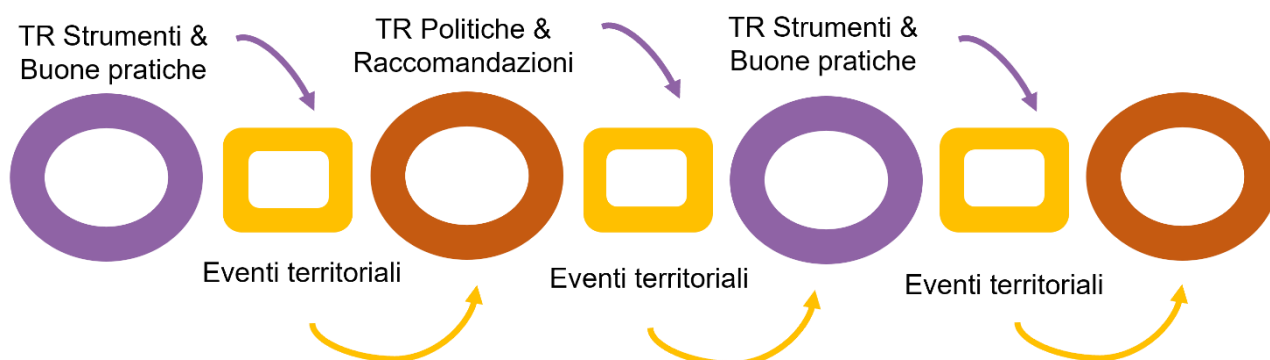 TR Strumenti &
Buone pratiche
TR Politiche &
Raccomandazioni
TR Strumenti &
Buone pratiche
Eventi territoriali
Eventi territoriali
Eventi territoriali